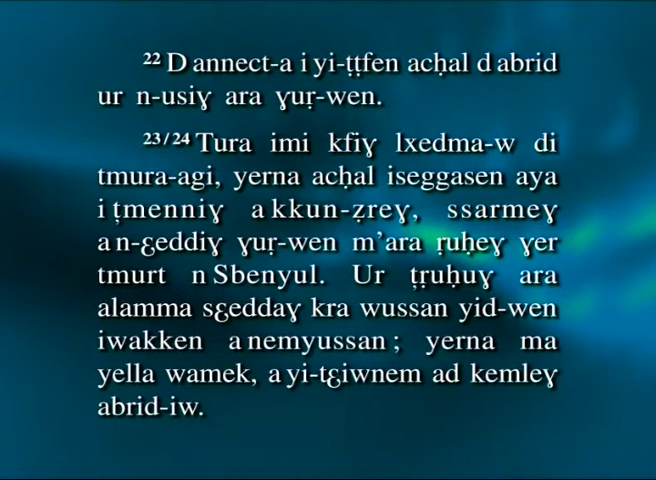 22 D annect-a i yi-ṭṭfen acḥal d abrid
ur n-usiɣ ara ɣuṛ-wen.
23/24 Tura imi kfiɣ lxedma-w di
tmura-agi, yerna acḥal iseggasen aya
i ṭmenniɣ a kkun-ẓreɣ, ssarmeɣ
a n-ɛeddiɣ ɣuṛ-wen m’ara ṛuḥeɣ ɣer
tmurt n Sbenyul. Ur ṭṛuḥuɣ ara
alamma sɛeddaɣ kra wussan yid-wen
iwakken a nemyussan ; yerna ma
yella wamek, a yi-tɛiwnem ad kemleɣ
abrid-iw.